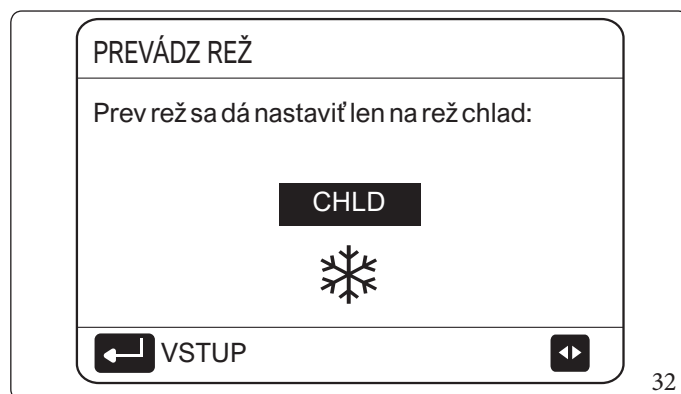 PREVÁDZ REŽ
Prev rež sa dá nastaviť len na rež chlad:
CHLD
VSTUP
32